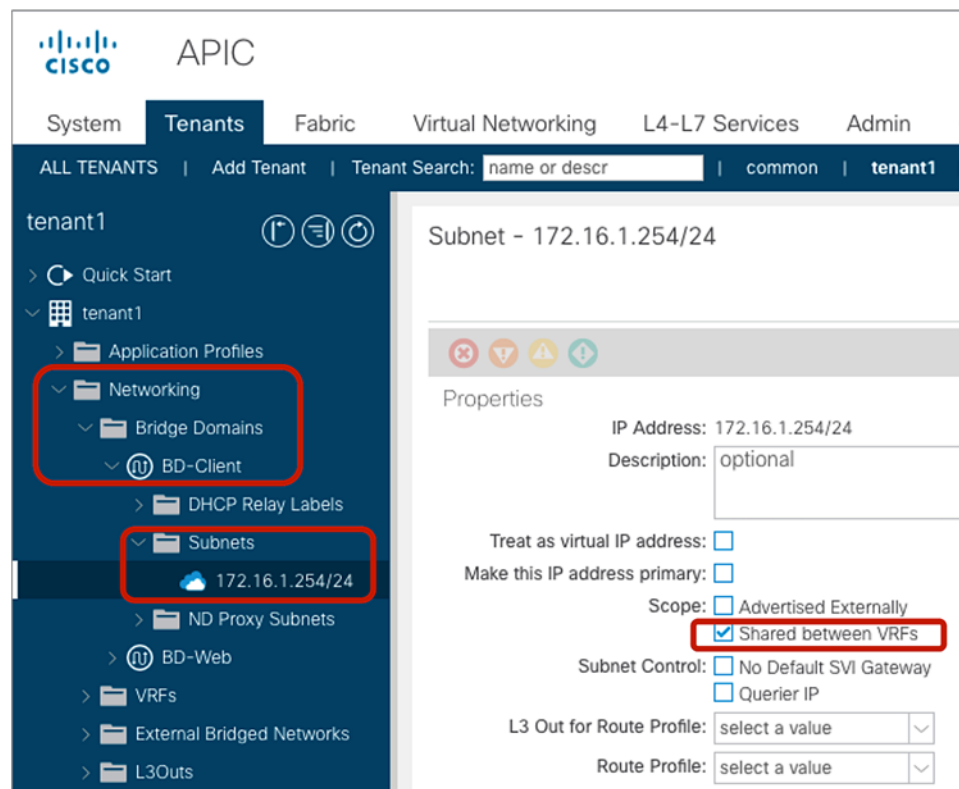 CISCO
APIC
System Tenants Fabric Virtual Networking L4-L7 Services Admin
ALL TENANTS | Add Tenant | Tenant Search: name or descr | common | tenant1
tenant1
Quick Start
tenant1
Application Profiles
Networking
Bridge Domains
BD-Client
DHCP Relay Labels
Subnets
172.16.1.254/24
ND Proxy Subnets
BD-Web
VRFs
External Bridged Networks
L3Outs
Subnet - 172.16.1.254/24
Properties
IP Address: 172.16.1.254/24
Description: optional
Treat as virtual IP address:
Make this IP address primary:
Scope: Advertised Externally
Shared between VRFs
Subnet Control: No Default SVI Gateway
Querier IP
L3 Out for Route Profile: select a value
Route Profile: select a value